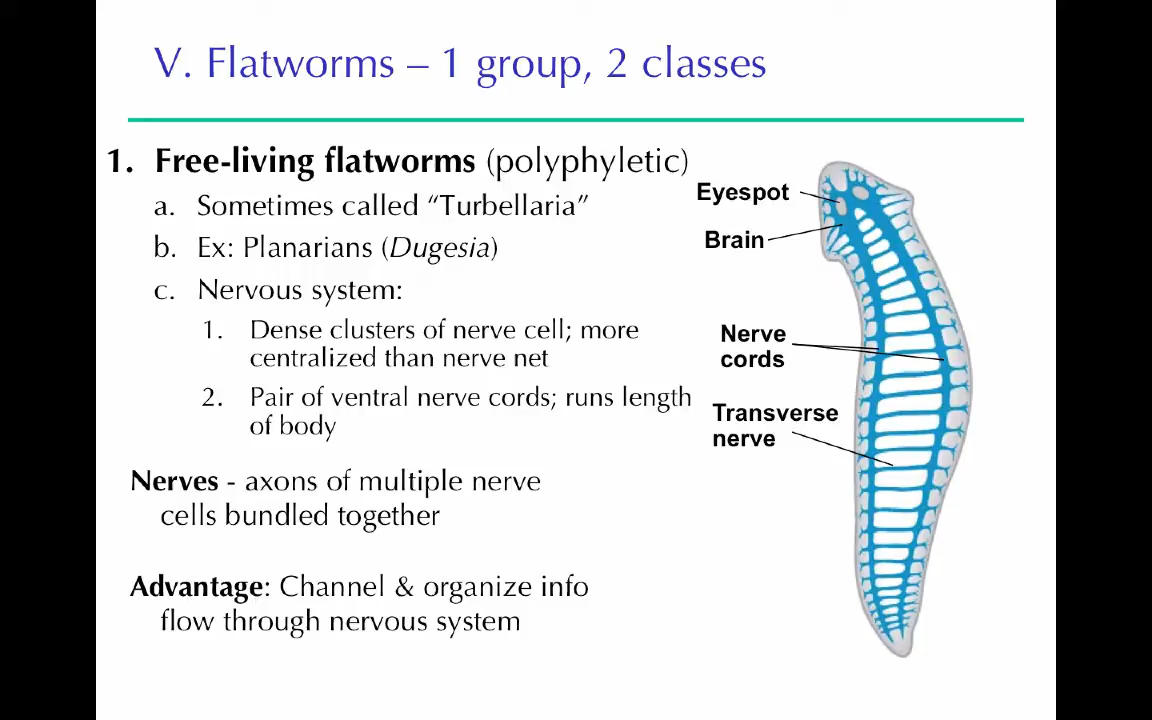 V. Flatworms – 1 group, 2 classes
1. Free-living flatworms (polyphyletic)
a. Sometimes called “Turbellaria”
b. Ex: Planarians (Dugesia)
c. Nervous system:
1. Dense clusters of nerve cell; more
centralized than nerve net
2. Pair of ventral nerve cords; runs length
of body
Nerves - axons of multiple nerve
cells bundled together
Advantage: Channel & organize info
flow through nervous system
Eyespot
Brain
Nerve
cords
Transverse
nerve